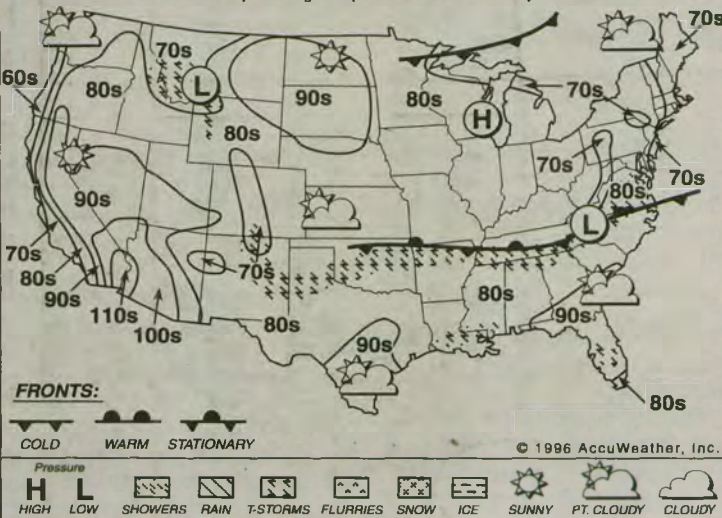 70s
70s
60s
80s
L
90s
80s
H
70s
80s
90s
70s
80s
70s
L
70s
80s
90s
110s
100s
70s
80s
80s
90s
90s
80s
FRONTS:
COLD WARM STATIONARY
© 1996 AccuWeather, Inc.
Pressure
H L
HIGH LOW SHOWERS RAIN T-STORMS FLURRIES SNOW ICE SUNNY PT. CLOUDY CLOUDY